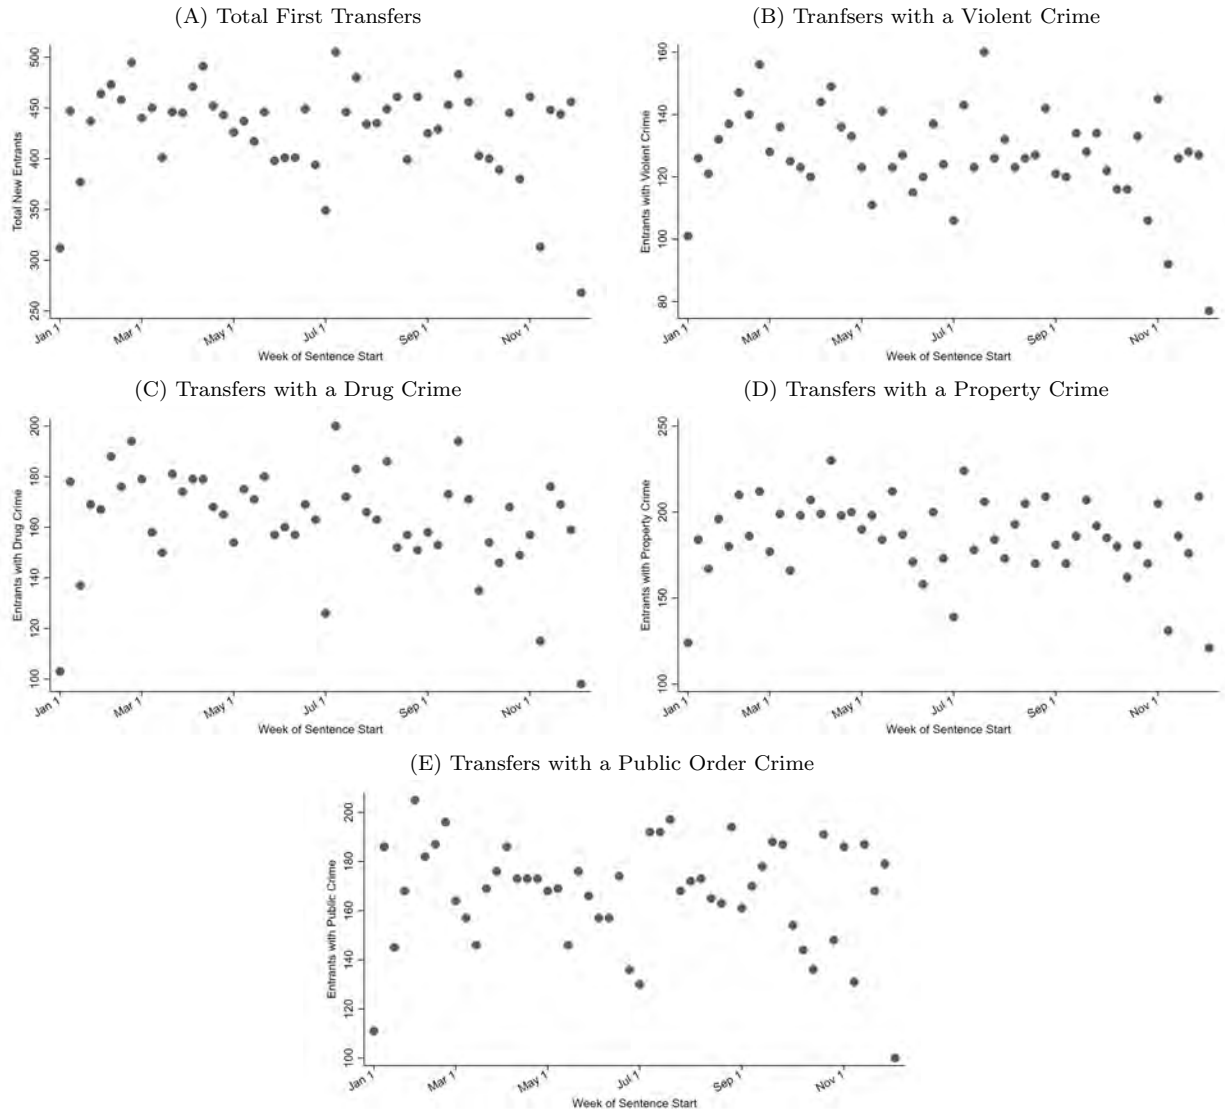 (A) Total First Transfers
Total New Entrants
500
450
400
350
300
250
Jan 1
Mar 1
May 1
Jul 1
Sep 1
Nov 1
Week of Sentence Start
(B) Tranfsers with a Violent Crime
Entrants with Violent Crime
160
140
120
100
80
Jan 1
Mar 1
May 1
Jul 1
Sep 1
Nov 1
Week of Sentence Start
(C) Transfers with a Drug Crime
Entrants with Drug Crime
200
180
160
140
120
100
Jan 1
Mar 1
May 1
Jul 1
Sep 1
Nov 1
Week of Sentence Start
(D) Transfers with a Property Crime
Entrants with Property Crime
250
200
150
100
Jan 1
Mar 1
May 1
Jul 1
Sep 1
Nov 1
Week of Sentence Start
(E) Transfers with a Public Order Crime
Entrants with Public Crime
200
180
160
140
120
100
Jan 1
Mar 1
May 1
Jul 1
Sep 1
Nov 1
Week of Sentence Start